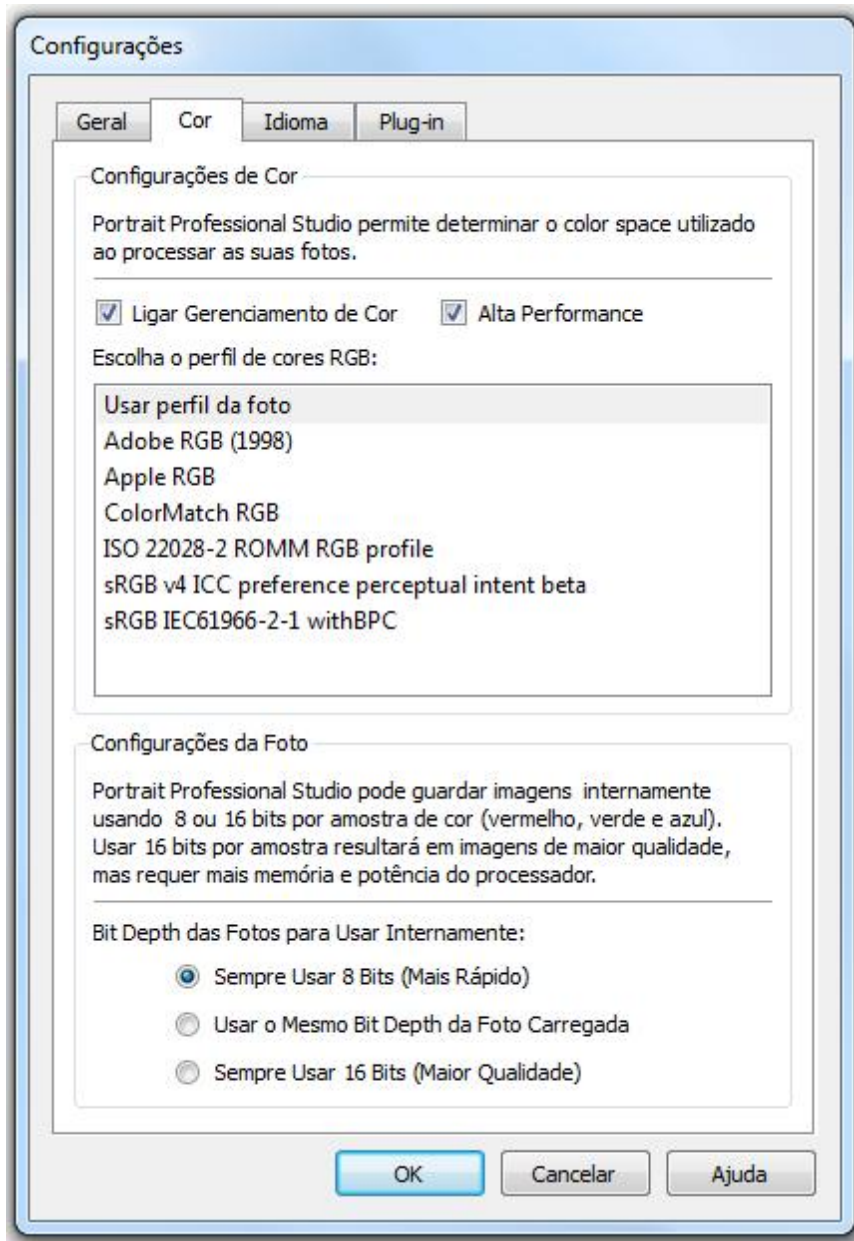 Configurações
Geral
Cor
Idioma
Plug-in
Configurações de Cor
Portrait Professional Studio permite determinar o color space utilizado
ao processar as suas fotos.
Ligar Gerenciamento de Cor
Alta Performance
Escolha o perfil de cores RGB:
Usar perfil da foto
Adobe RGB (1998)
Apple RGB
ColorMatch RGB
ISO 22028-2 ROMM RGB profile
sRGB v4 ICC preference perceptual intent beta
sRGB IEC61966-2-1 withBPC
Configurações da Foto
Portrait Professional Studio pode guardar imagens internamente
usando 8 ou 16 bits por amostra de cor (vermelho, verde e azul).
Usar 16 bits por amostra resultará em imagens de maior qualidade,
mas requer mais memória e potência do processador.
Bit Depth das Fotos para Usar Internamente:
Sempre Usar 8 Bits (Mais Rápido)
Usar o Mesmo Bit Depth da Foto Carregada
Sempre Usar 16 Bits (Maior Qualidade)
OK
Cancelar
Ajuda